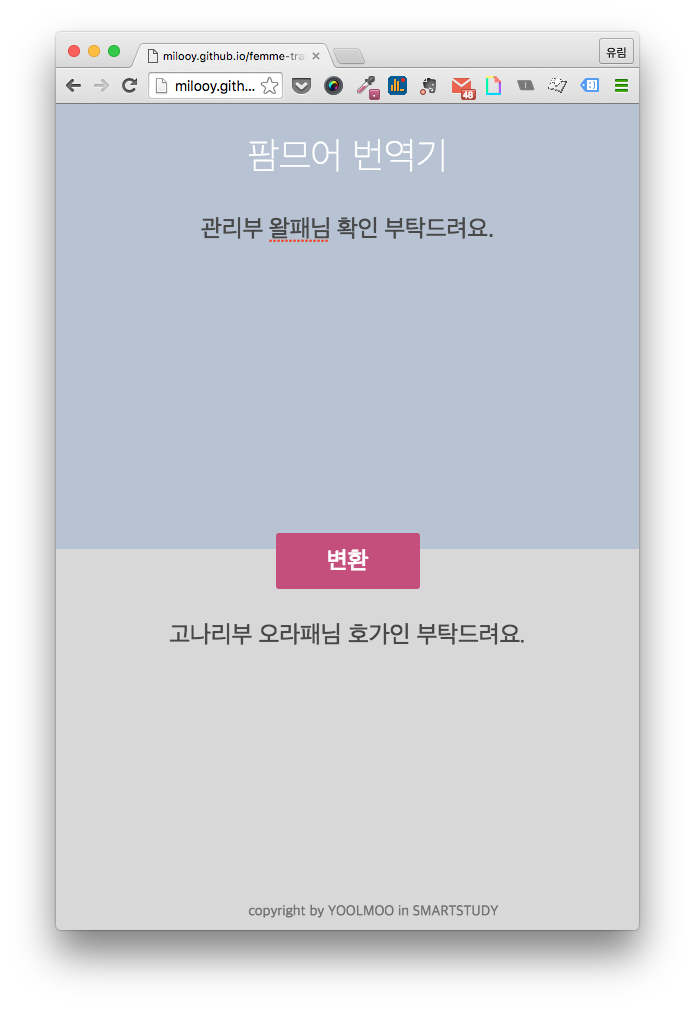 milooy.github.io/femme-tra
유림
milooy.gith...
48
팜므어 번역기
관리부 왈패님 확인 부탁드려요.
변환
고나리부 오라패님 호가인 부탁드려요.
copyright by YOOLMOO in SMARTSTUDY